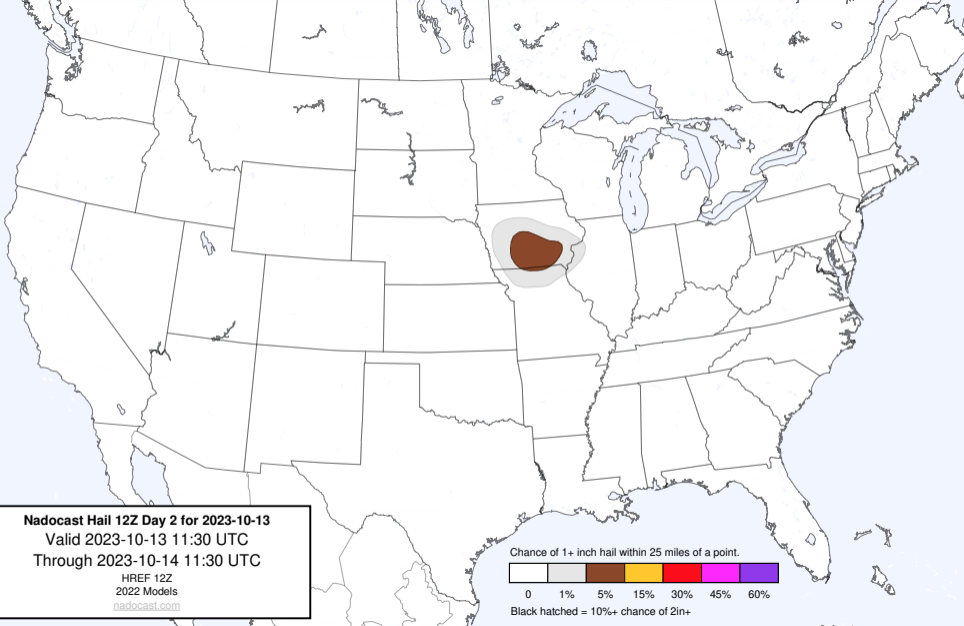 Nadocast Hail 12Z Day 2 for 2023-10-13
Valid 2023-10-13 11:30 UTC
Through 2023-10-14 11:30 UTC
HREF 12Z
2022 Models
nadocast.com
Chance of 1+ inch hail within 25 miles of a point.
0 1% 5% 15% 30% 45% 60%
Black hatched = 10%+ chance of 2in+